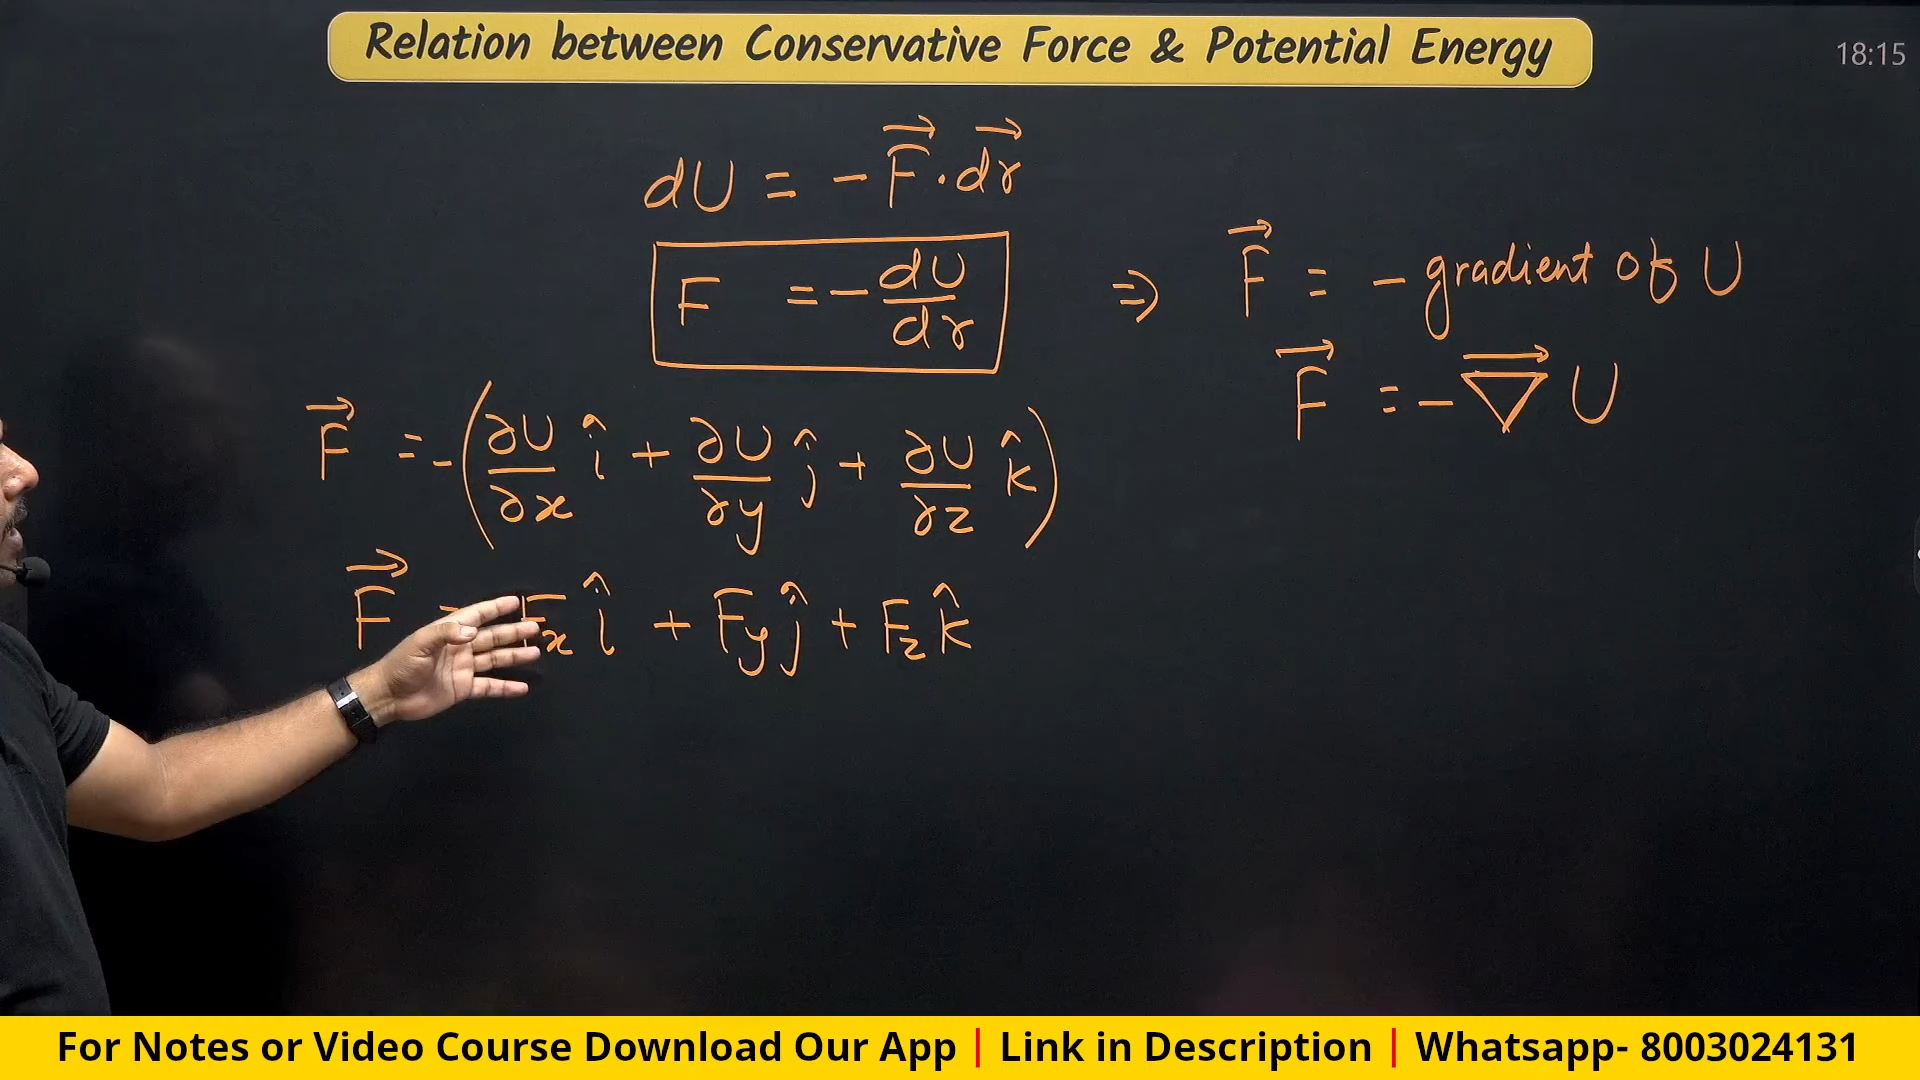 Relation between Conservative Force & Potential Energy
18:15
dU = - F⃗ . dr⃗
F = - dU/dr
⇒ F⃗ = - gradient of U
F⃗ = - ∇⃗ U
F⃗ = - (∂U/∂x î + ∂U/∂y ĵ + ∂U/∂z k̂)
F⃗ = Fx î + Fy ĵ + Fz k̂
For Notes or Video Course Download Our App | Link in Description | Whatsapp- 8003024131